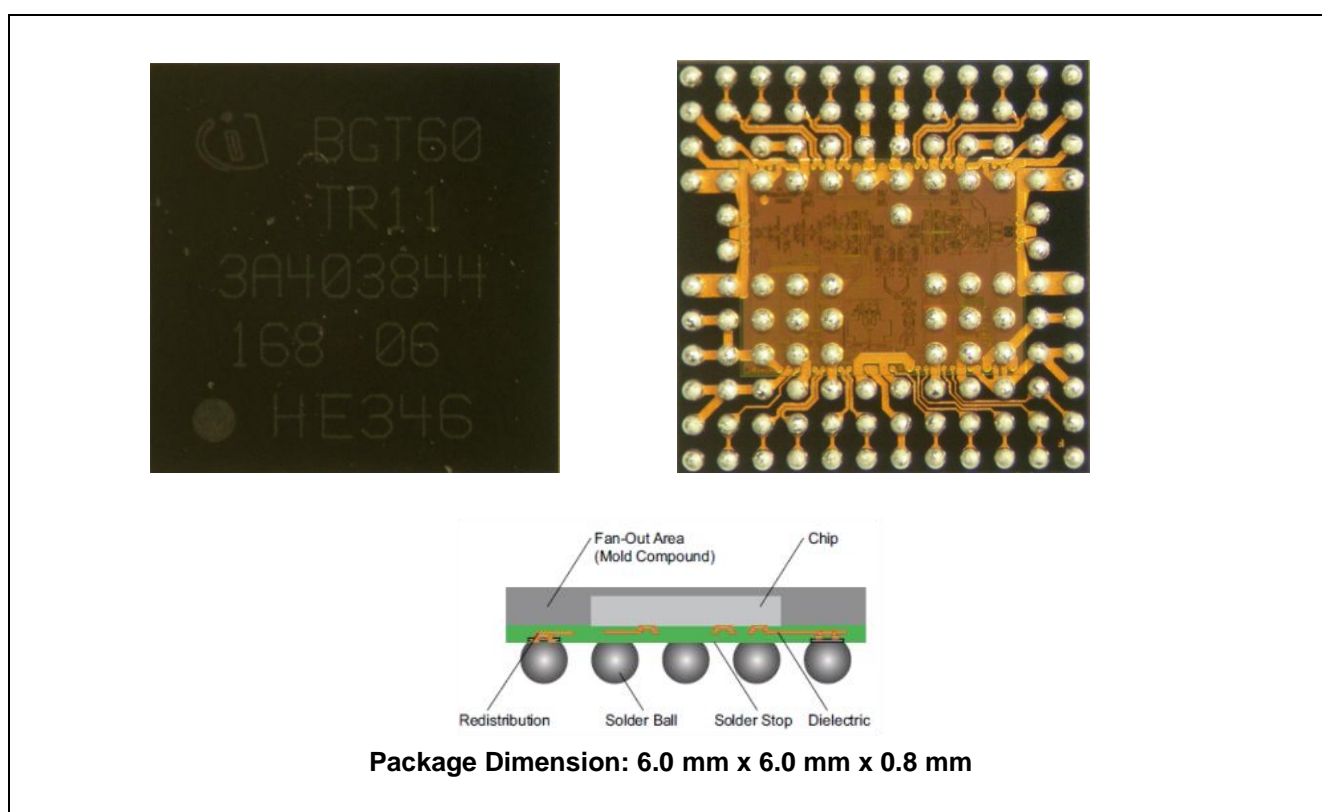 BGT60
TR11
3A403844
168 06
HE346
Fan-Out Area
(Mold Compound)
Chip
Redistribution
Solder Ball
Solder Stop
Dielectric
Package Dimension: 6.0 mm x 6.0 mm x 0.8 mm